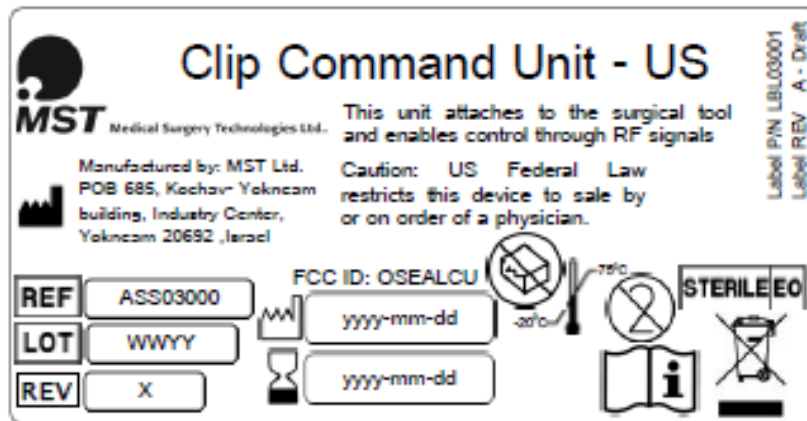 Clip Command Unit - US
MST Medical Surgery Technologies Ltd..
This unit attaches to the surgical tool
and enables control through RF signals
Manufactured by: MST Ltd.
POB 685, Kochav- Yokneam
building, Industry Center,
Yokneam 20692 ,Israel
Caution: US Federal Law
restricts this device to sale by
or on order of a physician.
Label P/N LBL03001
Label REV A - Draft
FCC ID: OSEALCU
REF ASS03000
yyyy-mm-dd
-20°C
75°C
2
STERILE EO
LOT WWYY
yyyy-mm-dd
REV X
i